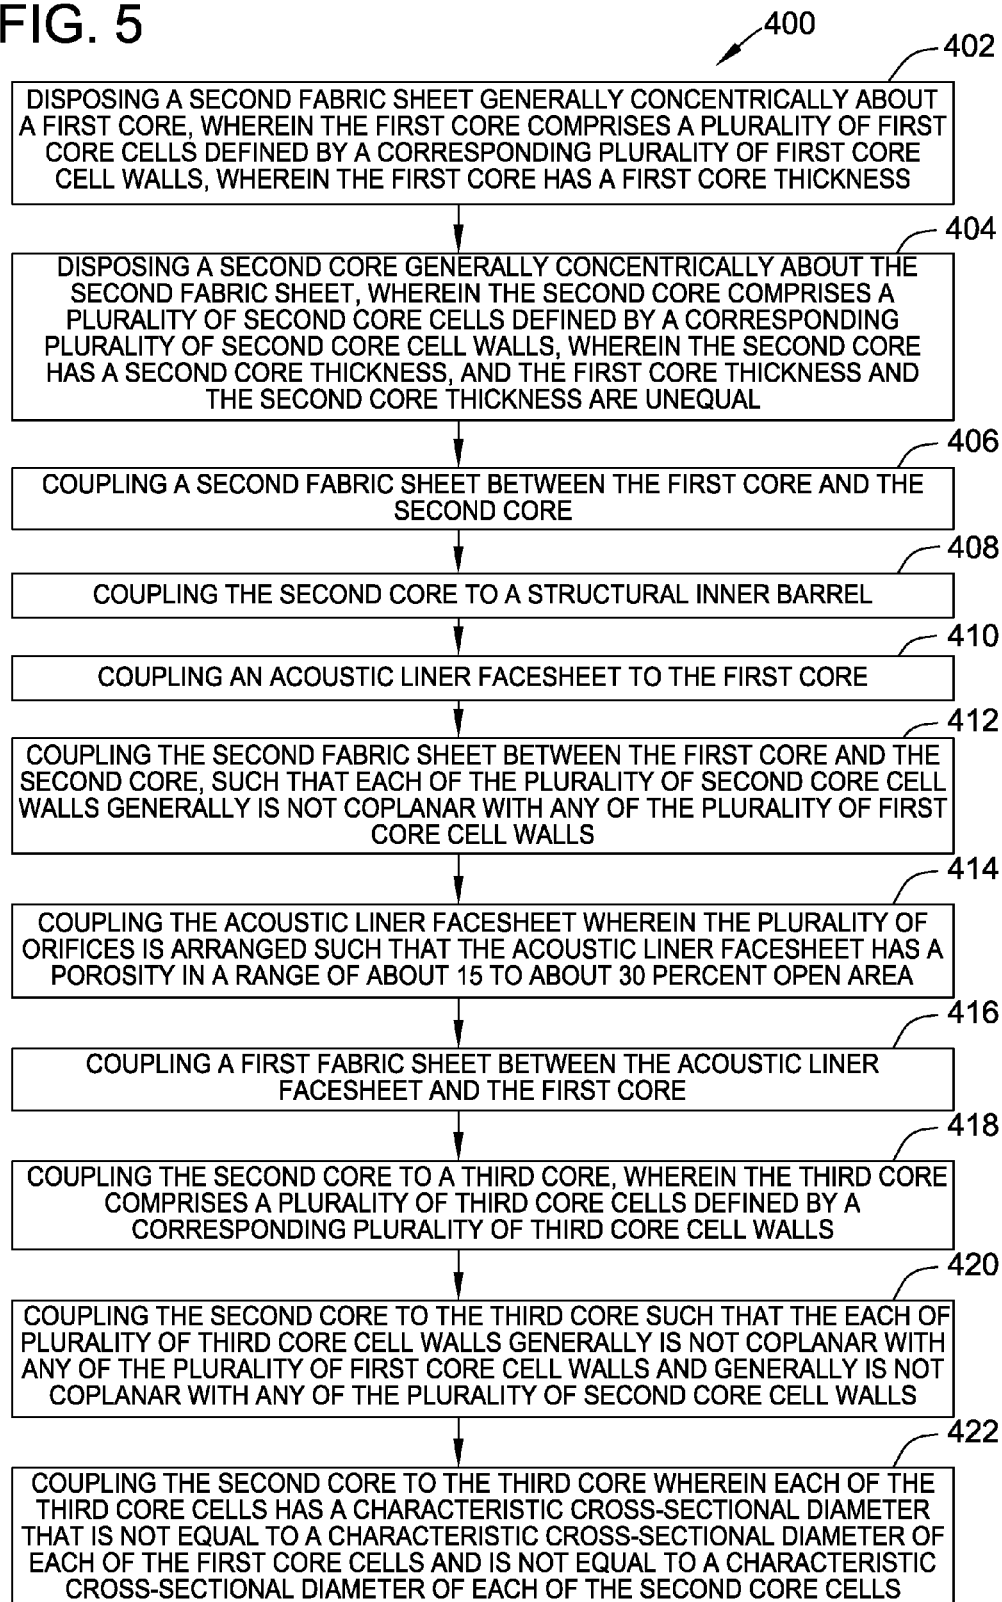 FIG. 5
400
402
DISPOSING A SECOND FABRIC SHEET GENERALLY CONCENTRICALLY ABOUT
A FIRST CORE, WHEREIN THE FIRST CORE COMPRISES A PLURALITY OF FIRST
CORE CELLS DEFINED BY A CORRESPONDING PLURALITY OF FIRST CORE
CELL WALLS, WHEREIN THE FIRST CORE HAS A FIRST CORE THICKNESS
404
DISPOSING A SECOND CORE GENERALLY CONCENTRICALLY ABOUT THE
SECOND FABRIC SHEET, WHEREIN THE SECOND CORE COMPRISES A
PLURALITY OF SECOND CORE CELLS DEFINED BY A CORRESPONDING
PLURALITY OF SECOND CORE CELL WALLS, WHEREIN THE SECOND CORE
HAS A SECOND CORE THICKNESS, AND THE FIRST CORE THICKNESS AND
THE SECOND CORE THICKNESS ARE UNEQUAL
406
COUPLING A SECOND FABRIC SHEET BETWEEN THE FIRST CORE AND THE
SECOND CORE
408
COUPLING THE SECOND CORE TO A STRUCTURAL INNER BARREL
410
COUPLING AN ACOUSTIC LINER FACESHEET TO THE FIRST CORE
412
COUPLING THE SECOND FABRIC SHEET BETWEEN THE FIRST CORE AND THE
SECOND CORE, SUCH THAT EACH OF THE PLURALITY OF SECOND CORE CELL
WALLS GENERALLY IS NOT COPLANAR WITH ANY OF THE PLURALITY OF FIRST
CORE CELL WALLS
414
COUPLING THE ACOUSTIC LINER FACESHEET WHEREIN THE PLURALITY OF
ORIFICES IS ARRANGED SUCH THAT THE ACOUSTIC LINER FACESHEET HAS A
POROSITY IN A RANGE OF ABOUT 15 TO ABOUT 30 PERCENT OPEN AREA
416
COUPLING A FIRST FABRIC SHEET BETWEEN THE ACOUSTIC LINER
FACESHEET AND THE FIRST CORE
418
COUPLING THE SECOND CORE TO A THIRD CORE, WHEREIN THE THIRD CORE
COMPRISES A PLURALITY OF THIRD CORE CELLS DEFINED BY A
CORRESPONDING PLURALITY OF THIRD CORE CELL WALLS
420
COUPLING THE SECOND CORE TO THE THIRD CORE SUCH THAT THE EACH OF
PLURALITY OF THIRD CORE CELL WALLS GENERALLY IS NOT COPLANAR WITH
ANY OF THE PLURALITY OF FIRST CORE CELL WALLS AND GENERALLY IS NOT
COPLANAR WITH ANY OF THE PLURALITY OF SECOND CORE CELL WALLS
422
COUPLING THE SECOND CORE TO THE THIRD CORE WHEREIN EACH OF THE
THIRD CORE CELLS HAS A CHARACTERISTIC CROSS-SECTIONAL DIAMETER
THAT IS NOT EQUAL TO A CHARACTERISTIC CROSS-SECTIONAL DIAMETER OF
EACH OF THE FIRST CORE CELLS AND IS NOT EQUAL TO A CHARACTERISTIC
CROSS-SECTIONAL DIAMETER OF EACH OF THE SECOND CORE CELLS